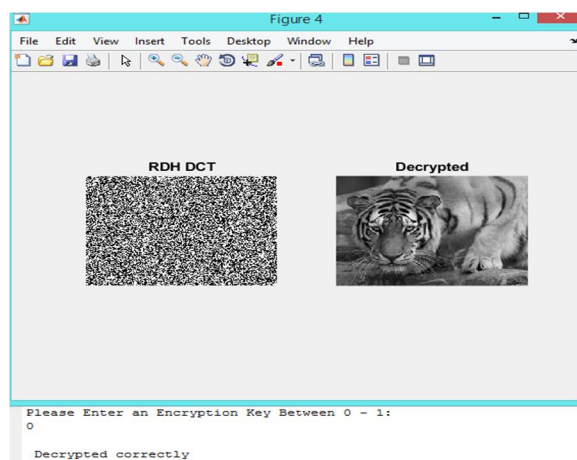 Figure 4
File Edit View Insert Tools Desktop Window Help
RDH DCT Decrypted
Please Enter an Encryption Key Between 0 - 1:
0
Decrypted correctly